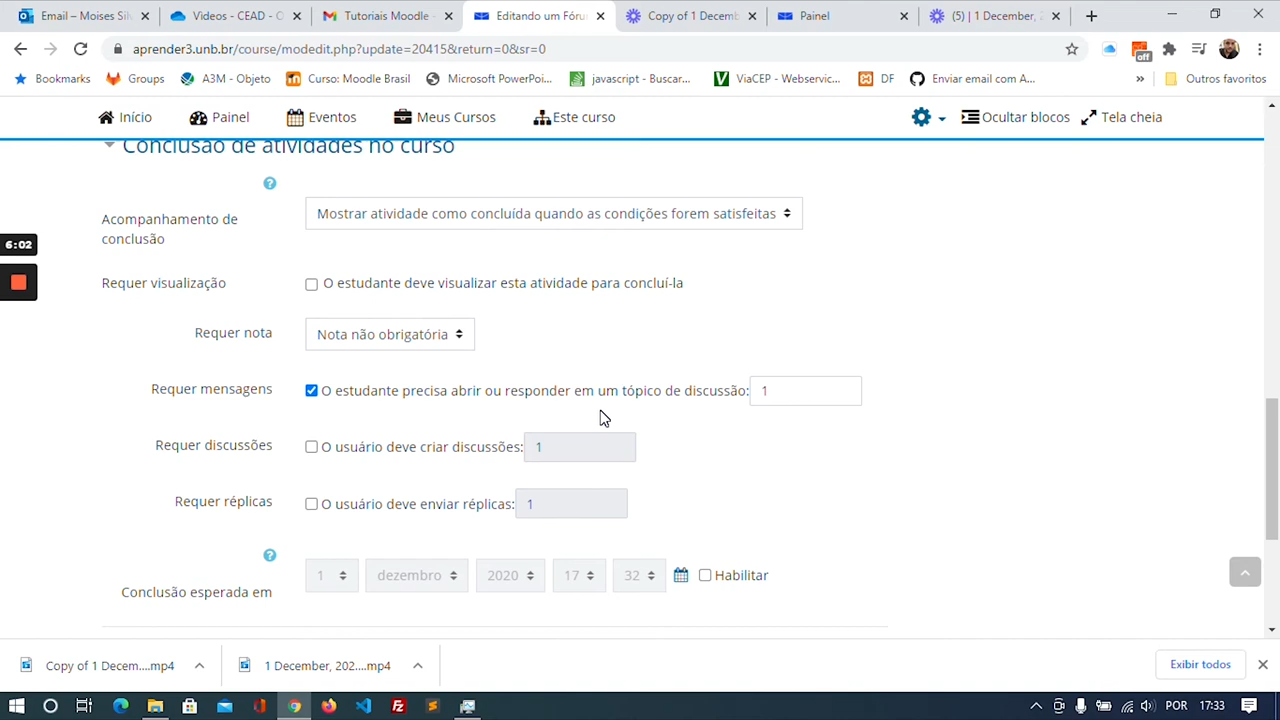 Email – Moises Sil
Videos - CEAD - O
Tutoriais Moodle -
Editando um Fóru
Copy of 1 Decemb
Painel
(5) | 1 December, 2
aprender3.unb.br/course/modedit.php?update=20415&return=0&sr=0
off
Bookmarks
Groups
A3M - Objeto
Curso: Moodle Brasil
Microsoft PowerPoi...
javascript - Buscar...
ViaCEP - Webservic...
DF
Enviar email com A...
»
Outros favoritos
Início
Painel
Eventos
Meus Cursos
Este curso
Ocultar blocos
Tela cheia
Conclusão de atividades no curso
Acompanhamento de
conclusão
Mostrar atividade como concluída quando as condições forem satisfeitas
6:02
Requer visualização
O estudante deve visualizar esta atividade para concluí-la
Requer nota
Nota não obrigatória
Requer mensagens
O estudante precisa abrir ou responder em um tópico de discussão: 1
Requer discussões
O usuário deve criar discussões: 1
Requer réplicas
O usuário deve enviar réplicas: 1
Conclusão esperada em
1 dezembro 2020 17 32 Habilitar
Copy of 1 Decem....mp4
1 December, 202....mp4
Exibir todos
POR
17:33